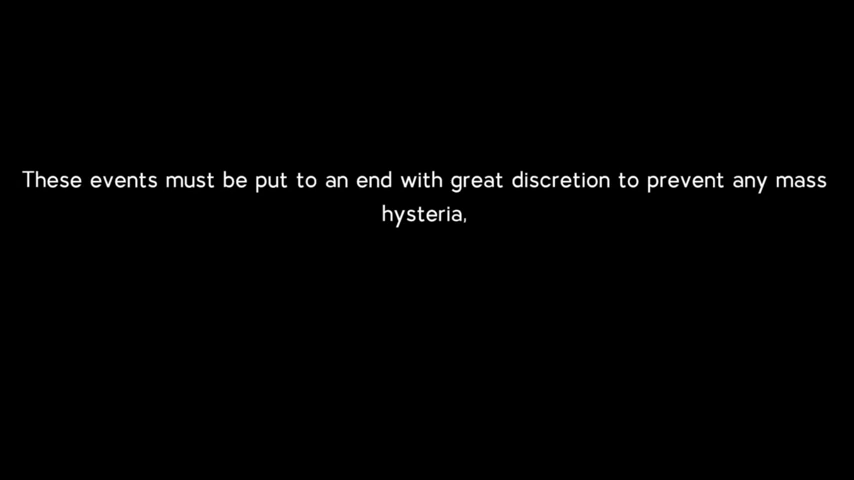 These events must be put to an end with great discretion to prevent any mass
hysteria,